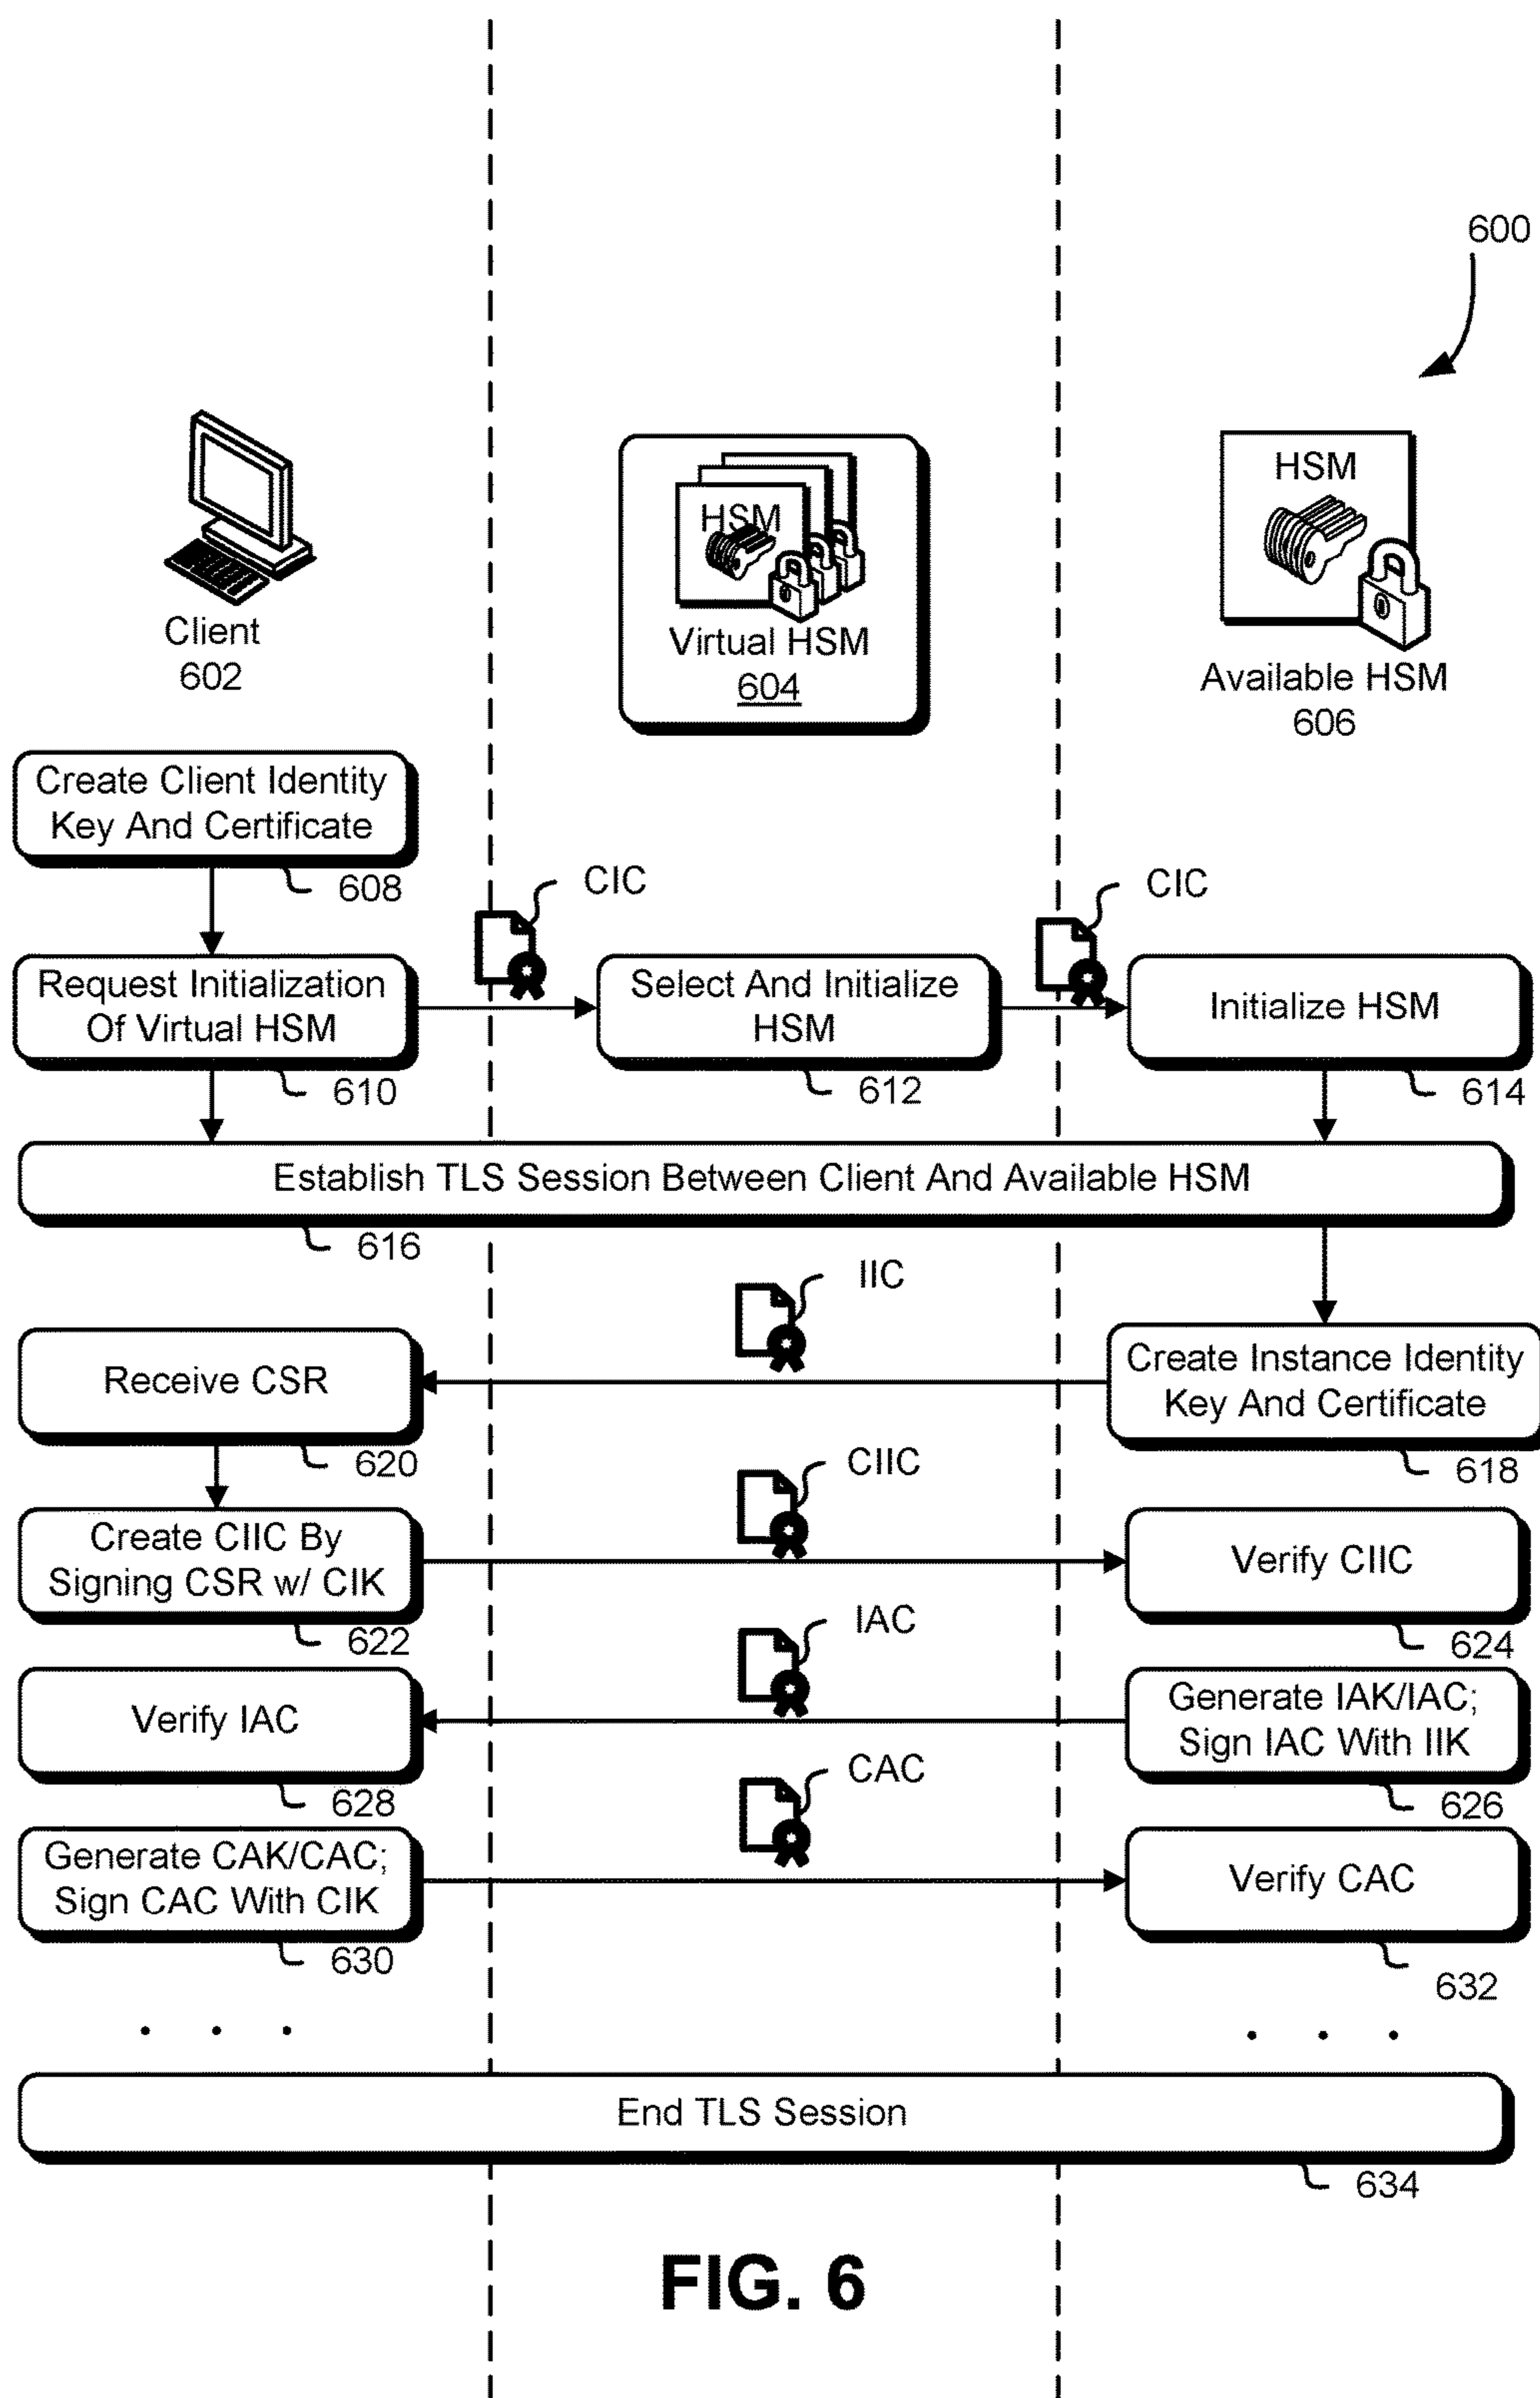 600
HSM
HSM
Client
602
Virtual HSM
604
Available HSM
606
Create Client Identity
Key And Certificate
608
CIC
CIC
Request Initialization
Of Virtual HSM
610
Select And Initialize
HSM
612
Initialize HSM
614
Establish TLS Session Between Client And Available HSM
616
IIC
Receive CSR
620
Create Instance Identity
Key And Certificate
618
CIIC
Create CIIC By
Signing CSR w/ CIK
622
Verify CIIC
624
IAC
Verify IAC
628
Generate IAK/IAC;
Sign IAC With IIK
626
CAC
Generate CAK/CAC;
Sign CAC With CIK
630
Verify CAC
632
. . .
. . .
End TLS Session
634
FIG. 6